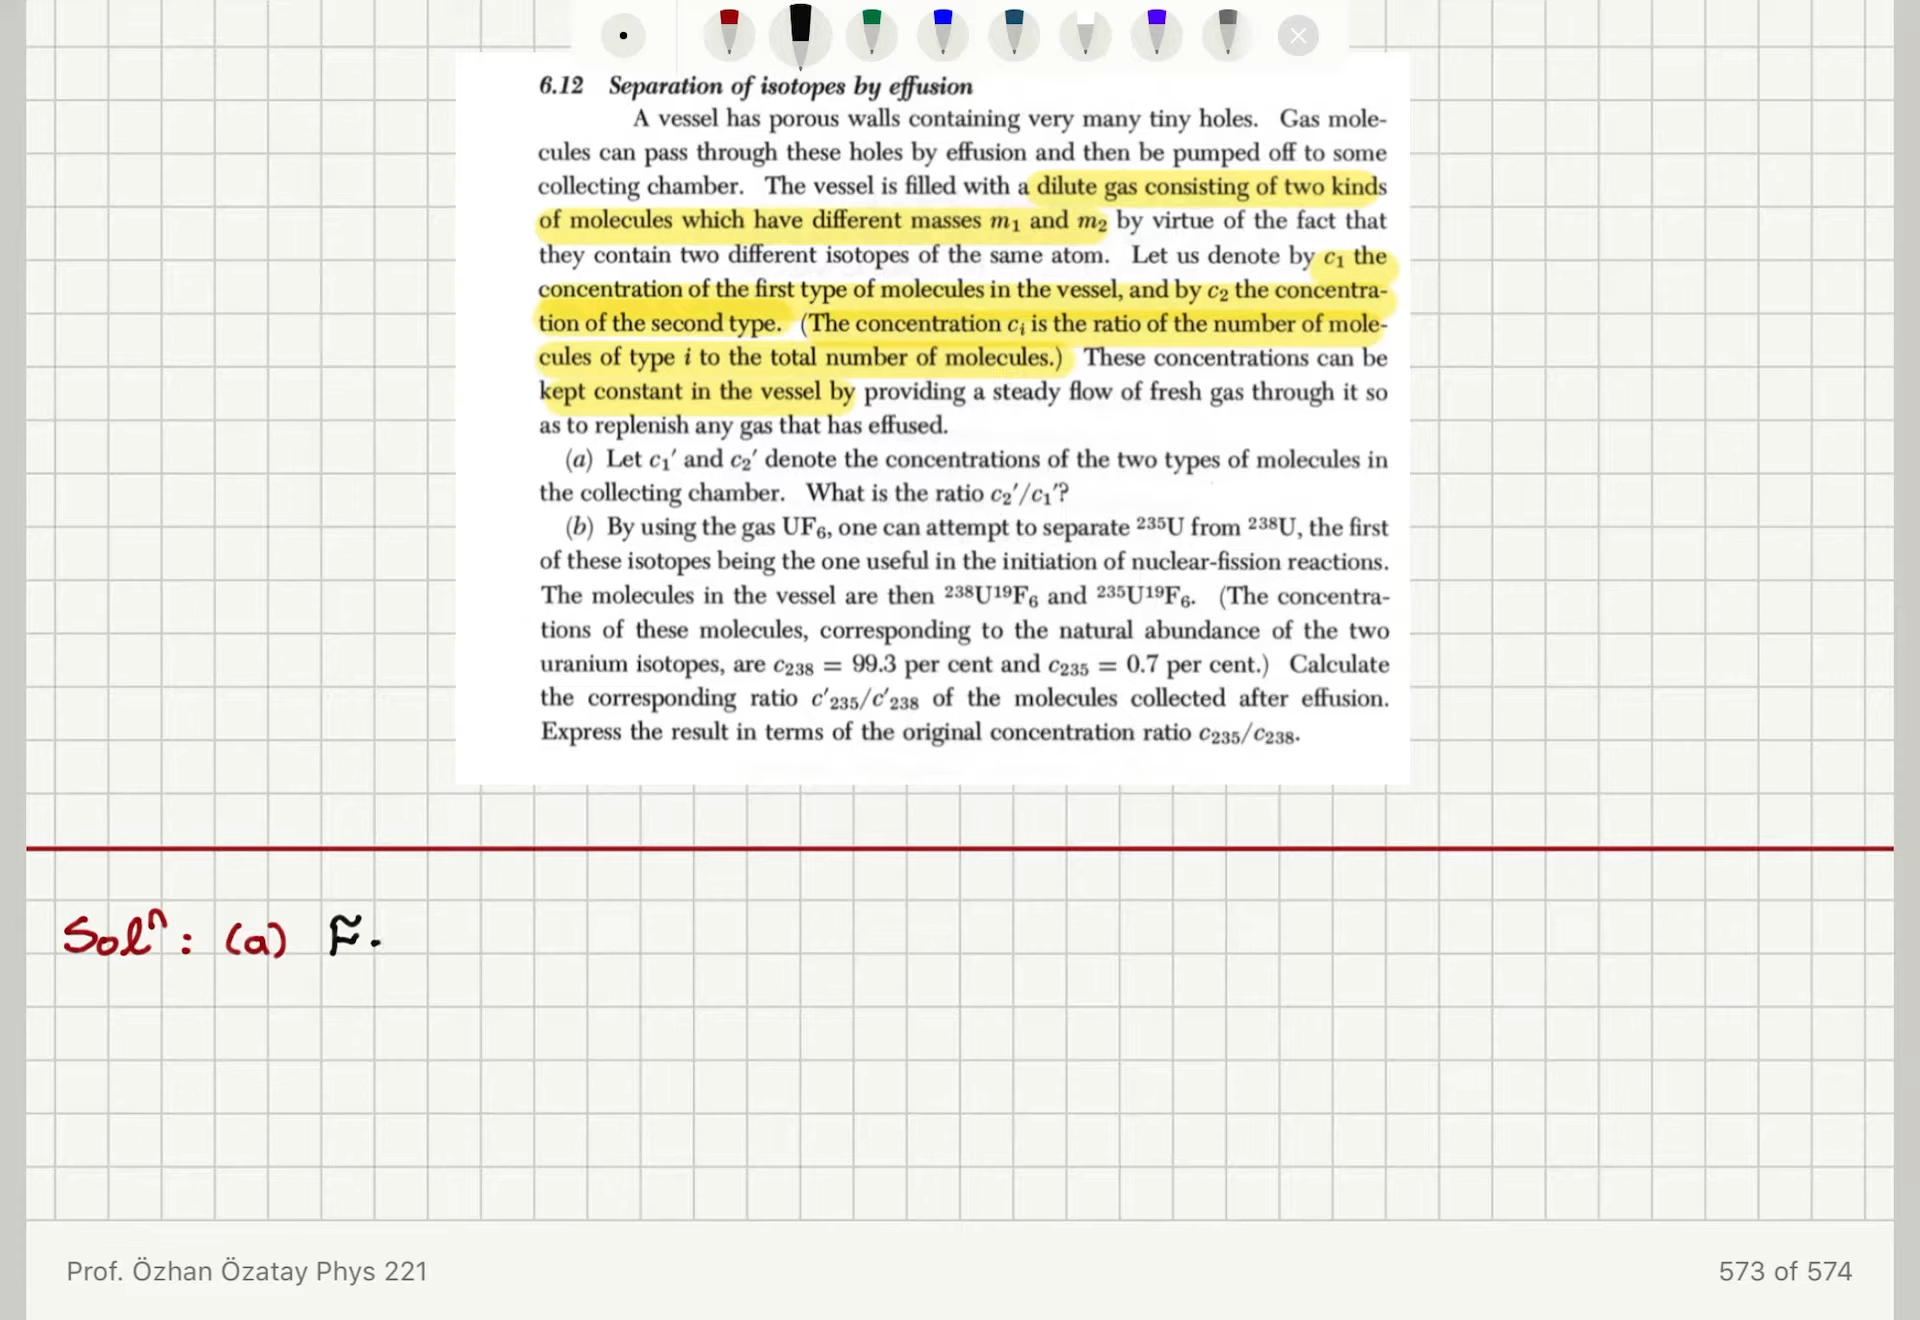 6.12 Separation of isotopes by effusion
A vessel has porous walls containing very many tiny holes. Gas mole-
cules can pass through these holes by effusion and then be pumped off to some
collecting chamber. The vessel is filled with a dilute gas consisting of two kinds
of molecules which have different masses m₁ and m₂ by virtue of the fact that
they contain two different isotopes of the same atom. Let us denote by c₁ the
concentration of the first type of molecules in the vessel, and by c₂ the concentra-
tion of the second type. (The concentration cᵢ is the ratio of the number of mole-
cules of type i to the total number of molecules.) These concentrations can be
kept constant in the vessel by providing a steady flow of fresh gas through it so
as to replenish any gas that has effused.
(a) Let c₁′ and c₂′ denote the concentrations of the two types of molecules in
the collecting chamber. What is the ratio c₂′/c₁′?
(b) By using the gas UF₆, one can attempt to separate ²³⁵U from ²³⁸U, the first
of these isotopes being the one useful in the initiation of nuclear-fission reactions.
The molecules in the vessel are then ²³⁸U¹⁹F₆ and ²³⁵U¹⁹F₆. (The concentra-
tions of these molecules, corresponding to the natural abundance of the two
uranium isotopes, are c₂₃₈ = 99.3 per cent and c₂₃₅ = 0.7 per cent.) Calculate
the corresponding ratio c′₂₃₅/c′₂₃₈ of the molecules collected after effusion.
Express the result in terms of the original concentration ratio c₂₃₅/c₂₃₈.
Solⁿ: (a)
Prof. Özhan Özatay Phys 221
573 of 574